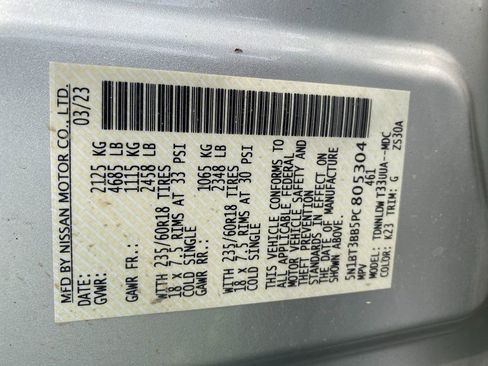 MFD BY NISSAN MOTOR CO., LTD.
DATE: 03/23
GVWR: 2125 KG
4685 LB
GAWR FR.: 1115 KG
2458 LB
WITH 235/60R18 TIRES
18 X 7.5 RIMS AT 33 PSI
COLD SINGLE
GAWR RR.: 1065 KG
2348 LB
WITH 235/60R18 TIRES
18 X 7.5 RIMS AT 30 PSI
COLD SINGLE
THIS VEHICLE CONFORMS TO
ALL APPLICABLE FEDERAL
MOTOR VEHICLE SAFETY AND
THEFT PREVENTION
STANDARDS IN EFFECT ON
THE DATE OF MANUFACTURE
SHOWN ABOVE.
5N1BT3BB5PC805304
MPV 461
MODEL: TDNNLDW T33UUA--MDC
COLOR: K23 TRIM: G ZS30A